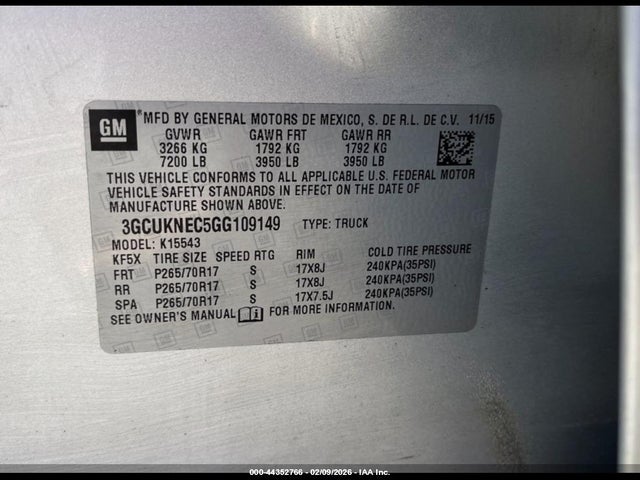 GM ®MFD BY GENERAL MOTORS DE MEXICO, S. DE R.L. DE C.V. 11/15
GVWR GAWR FRT GAWR RR
3266 KG 1792 KG 1792 KG
7200 LB 3950 LB 3950 LB
THIS VEHICLE CONFORMS TO ALL APPLICABLE U.S. FEDERAL MOTOR
VEHICLE SAFETY STANDARDS IN EFFECT ON THE DATE OF
MANUFACTURE SHOWN ABOVE.
3GCUKNEC5GG109149 TYPE: TRUCK
MODEL: K15543
KF5X TIRE SIZE SPEED RTG RIM COLD TIRE PRESSURE
FRT P265/70R17 S 17X8J 240KPA(35PSI)
RR P265/70R17 S 17X8J 240KPA(35PSI)
SPA P265/70R17 S 17X7.5J 240KPA(35PSI)
SEE OWNER'S MANUAL FOR MORE INFORMATION.
000-44352766 - 02/09/2026 - IAA Inc.